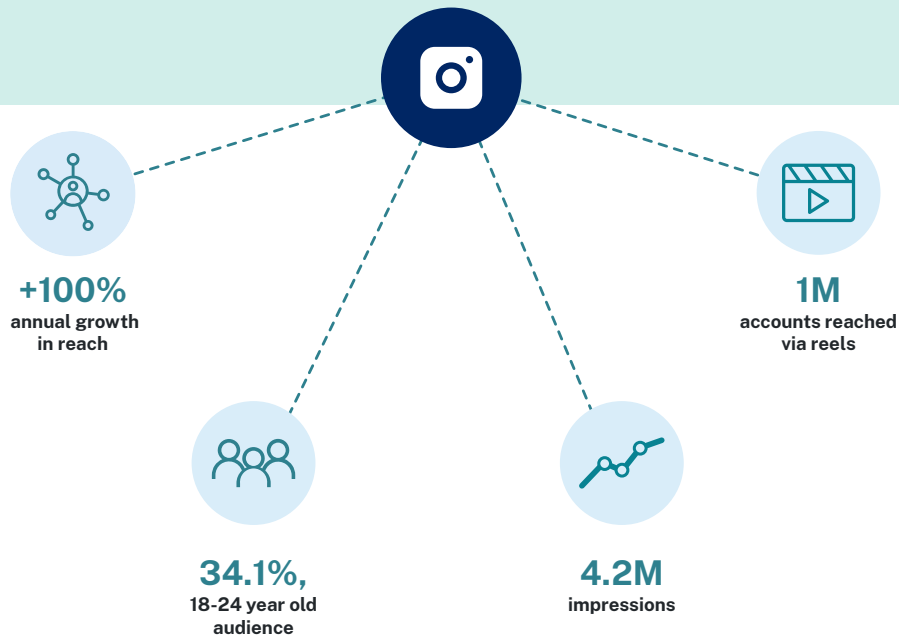 +100%
annual growth
in reach
1M
accounts reached
via reels
34.1%,
18-24 year old
audience
4.2M
impressions